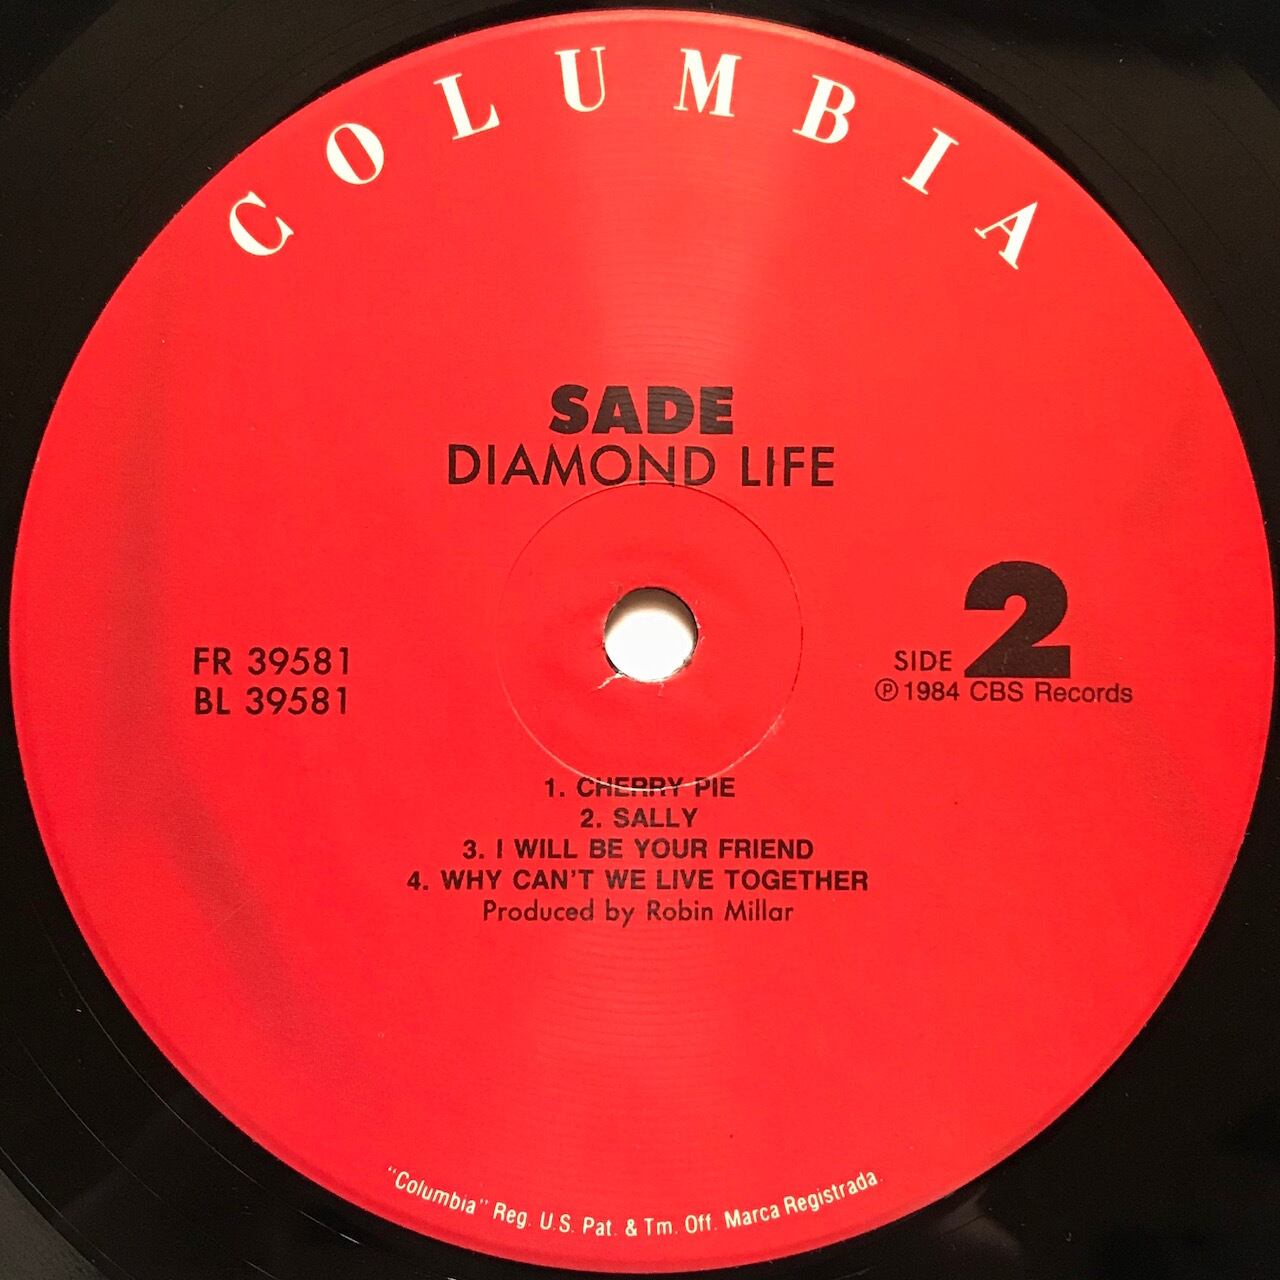 COLUMBIA
SADE
DIAMOND LIFE
FR 39581
BL 39581
SIDE 2
℗ 1984 CBS Records
1. CHERRY PIE
2. SALLY
3. I WILL BE YOUR FRIEND
4. WHY CAN'T WE LIVE TOGETHER
Produced by Robin Millar
"Columbia" Reg. U.S. Pat. & Tm. Off. Marca Registrada.